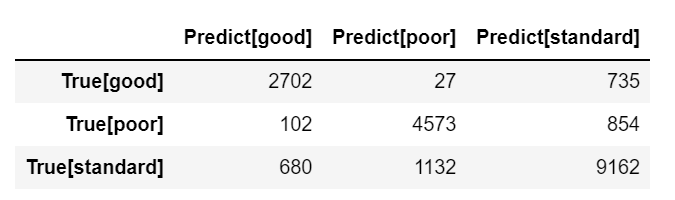 Predict[good] Predict[poor] Predict[standard]
True[good] 2702 27 735
True[poor] 102 4573 854
True[standard] 680 1132 9162